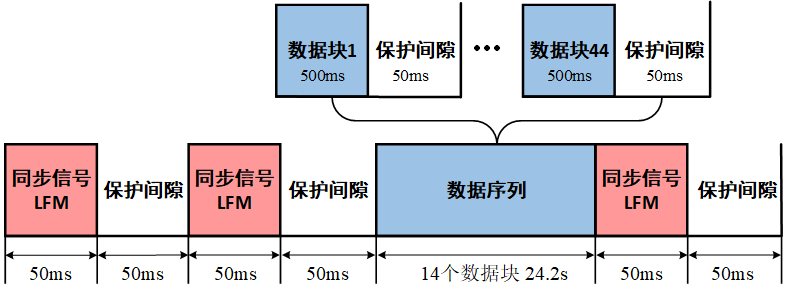 数据块1
500ms
保护间隙
50ms
•••
数据块44
500ms
保护间隙
50ms
同步信号
LFM
保护间隙
同步信号
LFM
保护间隙
数据序列
同步信号
LFM
保护间隙
50ms
50ms
50ms
50ms
14个数据块 24.2s
50ms
50ms